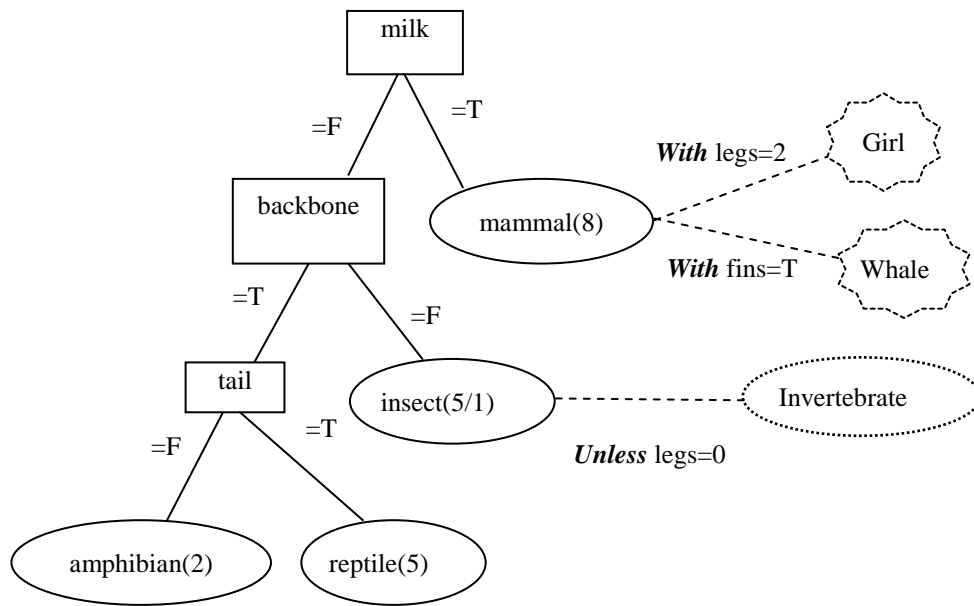 milk
=F
=T
Girl
With legs=2
backbone
mammal(8)
With fins=T
Whale
=T
=F
tail
insect(5/1)
Invertebrate
=F
=T
Unless legs=0
amphibian(2)
reptile(5)